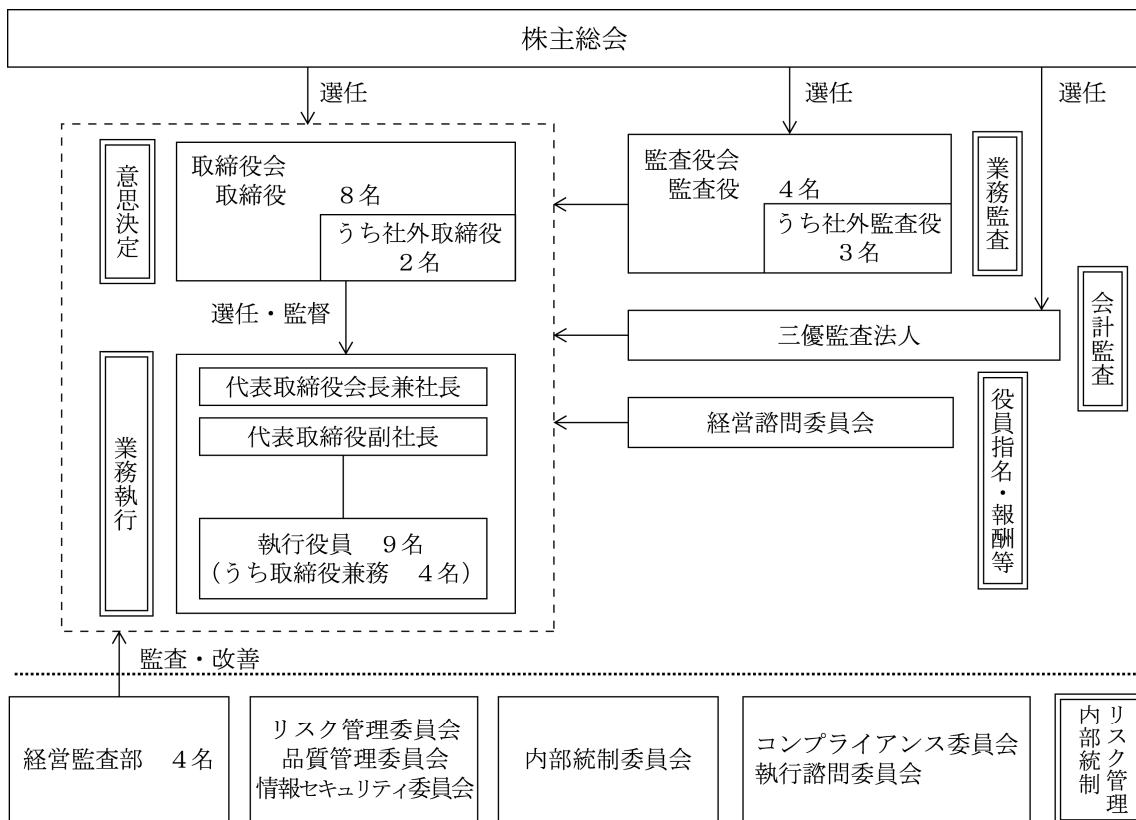 株主総会
選任
選任
選任
意思決定
取締役会
取締役　８名
うち社外取締役
２名
監査役会
監査役　４名
うち社外監査役
３名
業務監査
選任・監督
三優監査法人
会計監査
業務執行
代表取締役会長兼社長
代表取締役副社長
執行役員　９名
（うち取締役兼務　４名）
経営諮問委員会
役員指名・報酬等
監査・改善
経営監査部　４名
リスク管理委員会
品質管理委員会
情報セキュリティ委員会
内部統制委員会
コンプライアンス委員会
執行諮問委員会
リスク管理
内部統制